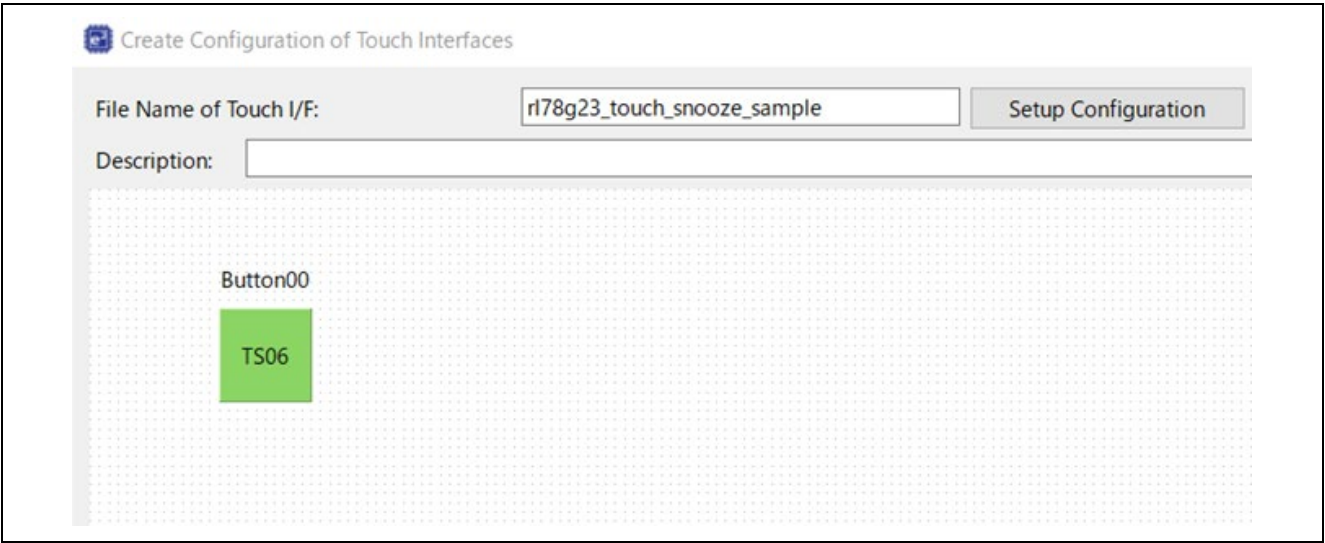 Create Configuration of Touch Interfaces
File Name of Touch I/F: rl78g23_touch_snooze_sample Setup Configuration
Description:
Button00
TS06